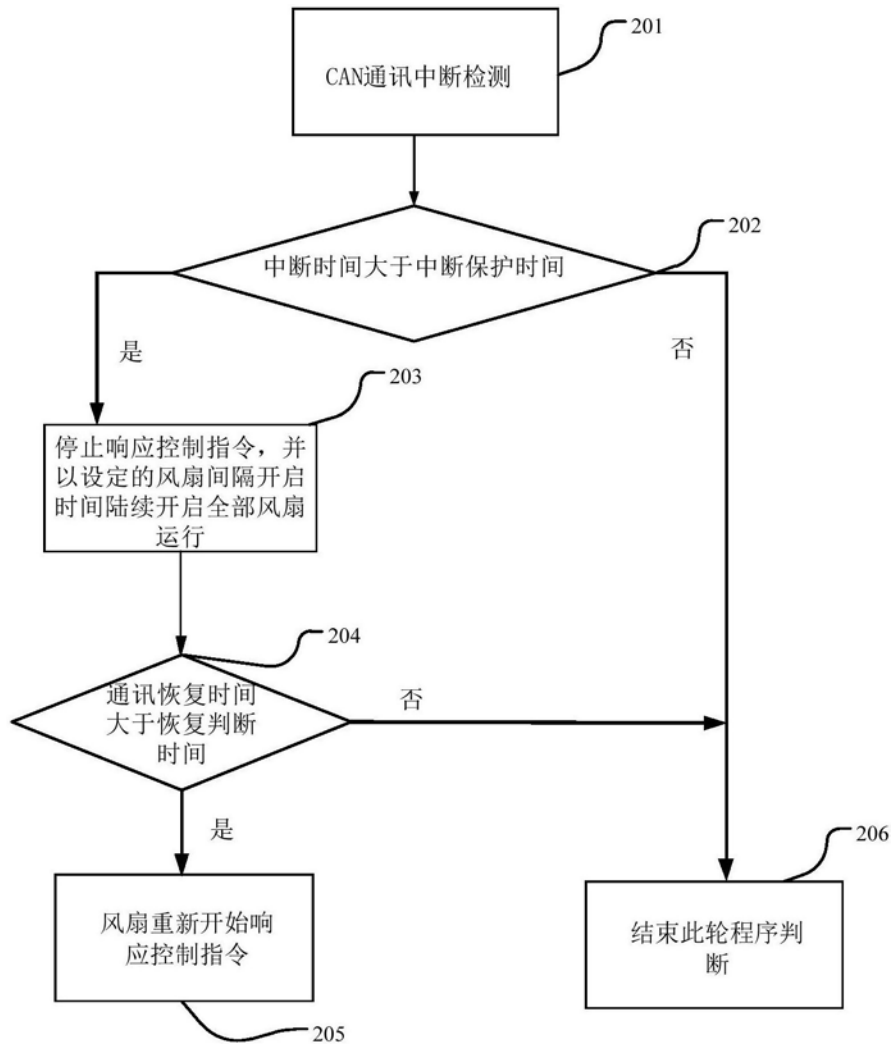 201
CAN通讯中断检测
202
中断时间大于中断保护时间
是
否
203
停止响应控制指令，并
以设定的风扇间隔开启
时间陆续开启全部风扇
运行
204
通讯恢复时间
大于恢复判断
时间
否
是
206
风扇重新开始响
应控制指令
结束此轮程序判
断
205